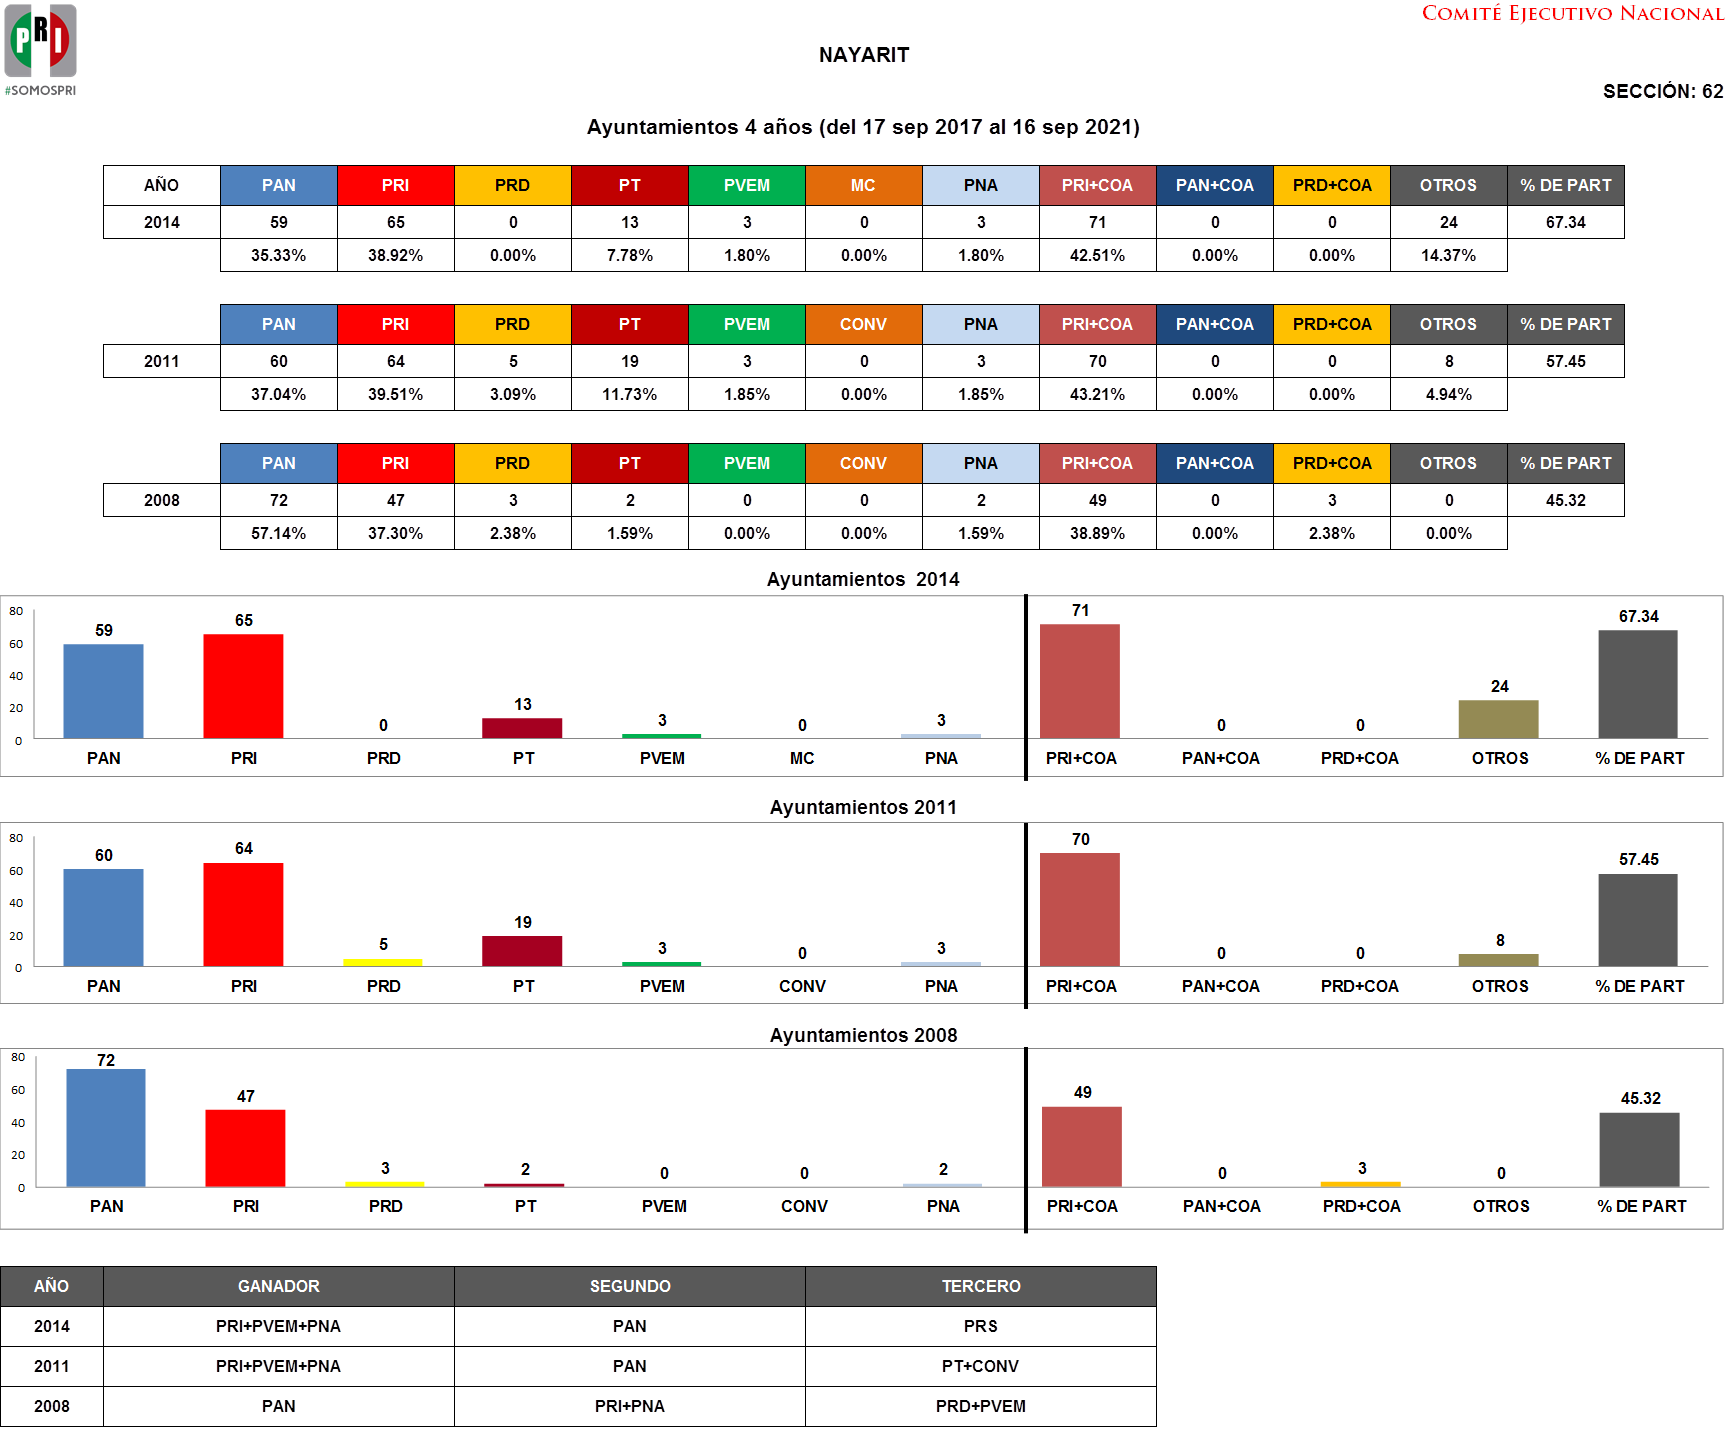 PRI
#SOMOSPRI
COMITÉ EJECUTIVO NACIONAL
NAYARIT
SECCIÓN: 62
Ayuntamientos 4 años (del 17 sep 2017 al 16 sep 2021)
AÑO PAN PRI PRD PT PVEM MC PNA PRI+COA PAN+COA PRD+COA OTROS % DE PART
2014 59 65 0 13 3 0 3 71 0 0 24 67.34
35.33% 38.92% 0.00% 7.78% 1.80% 0.00% 1.80% 42.51% 0.00% 0.00% 14.37%
PAN PRI PRD PT PVEM CONV PNA PRI+COA PAN+COA PRD+COA OTROS % DE PART
2011 60 64 5 19 3 0 3 70 0 0 8 57.45
37.04% 39.51% 3.09% 11.73% 1.85% 0.00% 1.85% 43.21% 0.00% 0.00% 4.94%
PAN PRI PRD PT PVEM CONV PNA PRI+COA PAN+COA PRD+COA OTROS % DE PART
2008 72 47 3 2 0 0 2 49 0 3 0 45.32
57.14% 37.30% 2.38% 1.59% 0.00% 0.00% 1.59% 38.89% 0.00% 2.38% 0.00%
Ayuntamientos 2014
80
60
40
20
0
59 65 0 13 3 0 3 71 0 0 24 67.34
PAN PRI PRD PT PVEM MC PNA PRI+COA PAN+COA PRD+COA OTROS % DE PART
Ayuntamientos 2011
80
60
40
20
0
60 64 5 19 3 0 3 70 0 0 8 57.45
PAN PRI PRD PT PVEM CONV PNA PRI+COA PAN+COA PRD+COA OTROS % DE PART
Ayuntamientos 2008
80
60
40
20
0
72 47 3 2 0 0 2 49 0 3 0 45.32
PAN PRI PRD PT PVEM CONV PNA PRI+COA PAN+COA PRD+COA OTROS % DE PART
AÑO GANADOR SEGUNDO TERCERO
2014 PRI+PVEM+PNA PAN PRS
2011 PRI+PVEM+PNA PAN PT+CONV
2008 PAN PRI+PNA PRD+PVEM